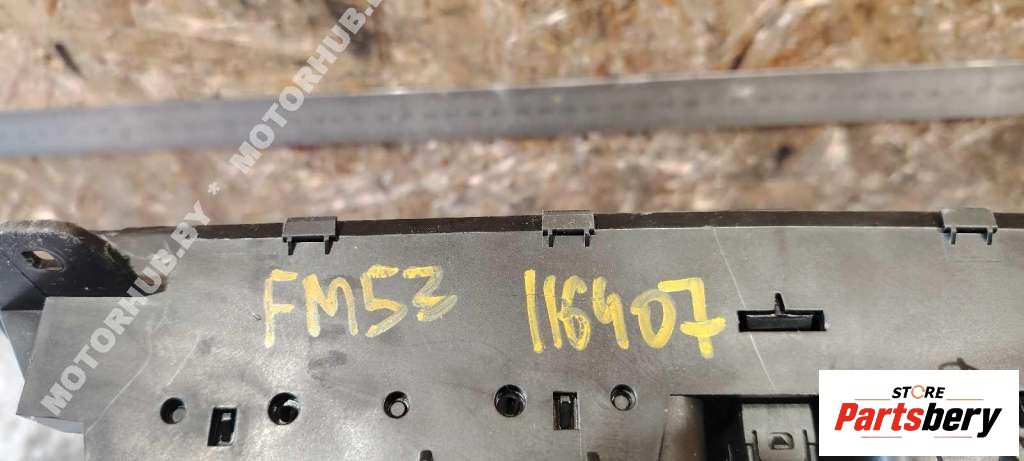 MOTORHUB.BY * MOTORHUB.BY
FM53 116407
STORE
Partsbery